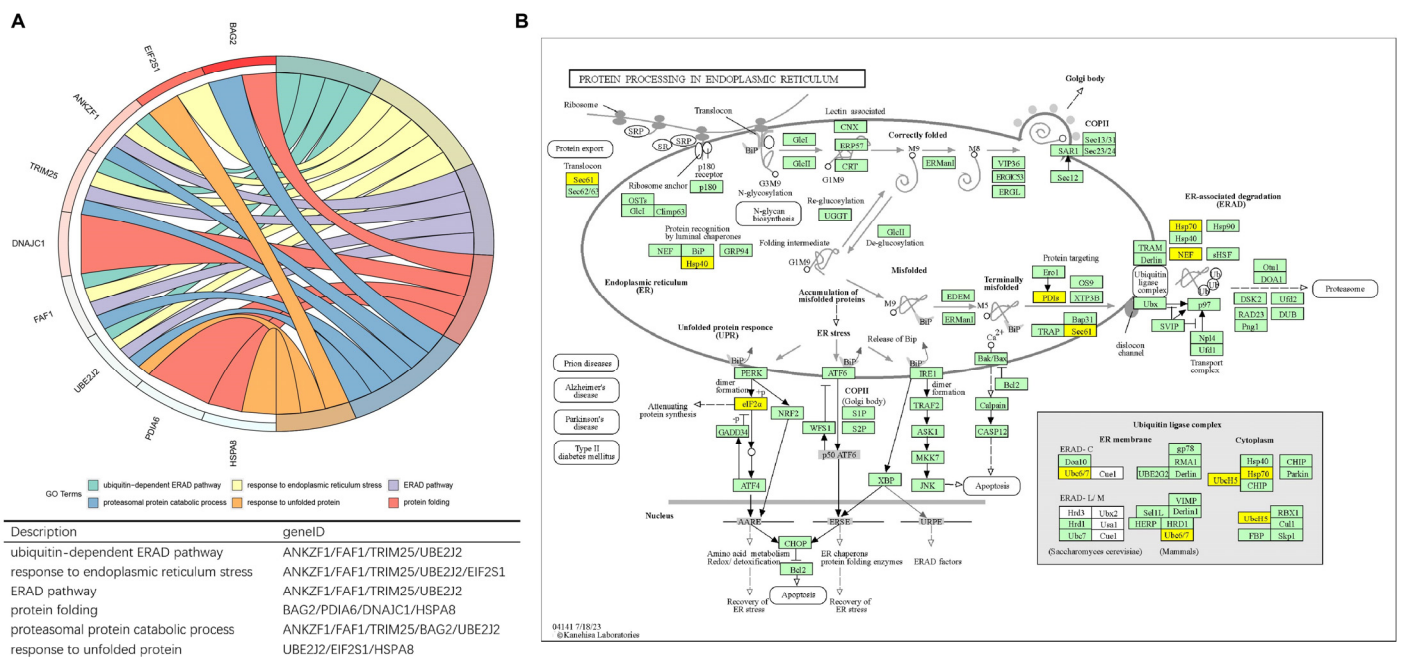 A
B
BAG2
EIF2S1
ANKZF1
TRIM25
DNAJC1
FAF1
UBE2J2
PDIA6
HSPA8
GO Terms
ubiquitin-dependent ERAD pathway
response to endoplasmic reticulum stress
ERAD pathway
proteasomal protein catabolic process
response to unfolded protein
protein folding
Description geneID
ubiquitin-dependent ERAD pathway ANKZF1/FAF1/TRIM25/UBE2J2
response to endoplasmic reticulum stress ANKZF1/FAF1/TRIM25/UBE2J2/EIF2S1
ERAD pathway ANKZF1/FAF1/TRIM25/UBE2J2
protein folding BAG2/PDIA6/DNAJC1/HSPA8
proteasomal protein catabolic process ANKZF1/FAF1/TRIM25/BAG2/UBE2J2
response to unfolded protein UBE2J2/EIF2S1/HSPA8
PROTEIN PROCESSING IN ENDOPLASMIC RETICULUM
Ribosome
SRP
SR
SRP
Translocon
BiP
p180
receptor
Ribosome anchor
p180
Protein export
Translocon
Sec61
Sec62/63
OSTs
GlcI
Climp63
GlcI
GlcII
G3M9
N-glycosylation
N-glycan
biosynthesis
Lectin associated
CNX
ERP57
CRT
G1M9
Correctly folded
M9
ERManI
M8
VIP36
ERGIC53
ERGL
Golgi body
COPII
SAR1
Sec13/31
Sec23/24
Sec12
Re-glucosylation
UGGT
GlcII
De-glucosylation
Protein recognition
by luminal chaperones
NEF
BiP
GRP94
Hsp40
Folding intermediate
G1M9
Endoplasmic reticulum
(ER)
Accumulation of
misfolded proteins
Misfolded
M9
BiP
EDEM
ERManI
Terminally
misfolded
M5
BiP
Protein targeting
Ero1
PDIs
OS9
XTP3B
Bap31
TRAP
Sec61
ER-associated degradation
(ERAD)
Hsp70
Hsp90
Hsp40
NEF
sHSF
TRAM
Derlin
Ubiquitin
ligase
complex
Ubx
Ub
Ub
Ub
p97
SVIP
Npl4
Ufd1
Transport
complex
dislocon
channel
Otu1
DOA1
DSK2
Ufd2
RAD23
DUB
Png1
Proteasome
Unfolded protein responce
(UPR)
ER stress
Release of Bip
BiP
BiP
BiP
PERK
ATF6
IRE1
Ca2+
Bak/Bax
Bcl2
dimer
formation
+p
eIF2α
Attenuating
protein synthesis
-p
GADD34
NRF2
ATF4
COPII
(Golgi body)
S1P
S2P
WFS1
p50 ATF6
dimer
formation
TRAF2
ASK1
MKK7
JNK
XBP
Calpain
CASP12
Apoptosis
Prion diseases
Alzheimer's
disease
Parkinson's
disease
Type II
diabetes mellitus
Nucleus
AARE
ERSE
URPE
CHOP
Bcl2
Apoptosis
Amino acid metabolism
Redox/ detoxification
Recovery of
ER stress
ER chaperons
protein folding enzymes
Recovery of
ER stress
ERAD factors
Ubiquitin ligase complex
ER membrane
Cytoplasm
ERAD- C
Doa10
Ubc6/7
Cue1
gp78
RMA1
UBE2G2
Derlin
Hsp40
UbcH5
Hsp70
CHIP
CHIP
Parkin
ERAD- L/ M
Hrd3
Ubx2
Hrd1
Usa1
Ubc7
Cue1
(Saccharomyces cerevisiae)
VIMP
Sel1L
Derlin1
HERP
HRD1
Ubc6/7
(Mammals)
UbcH5
RBX1
Cul1
FBP
Skp1
04141 7/18/23
©Kanehisa Laboratories